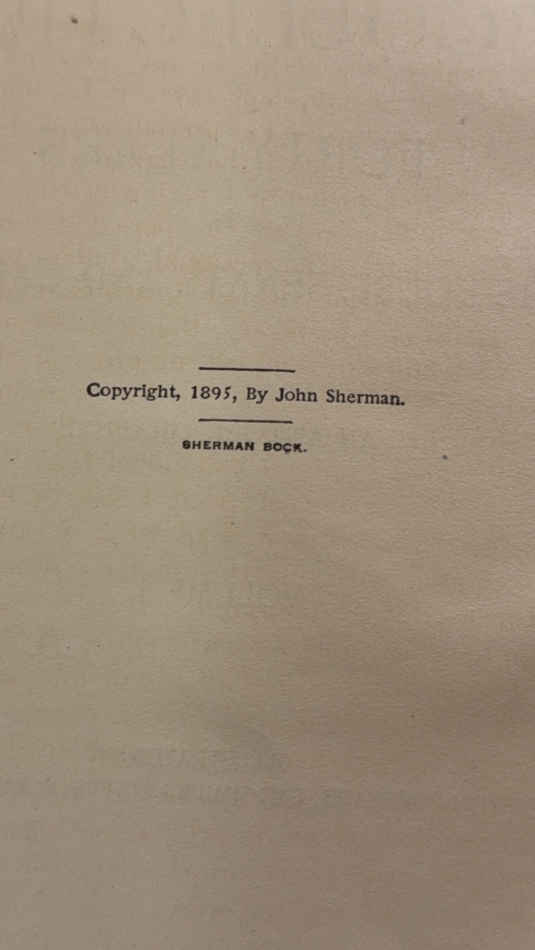 Copyright, 1895, By John Sherman.
SHERMAN BOCK.